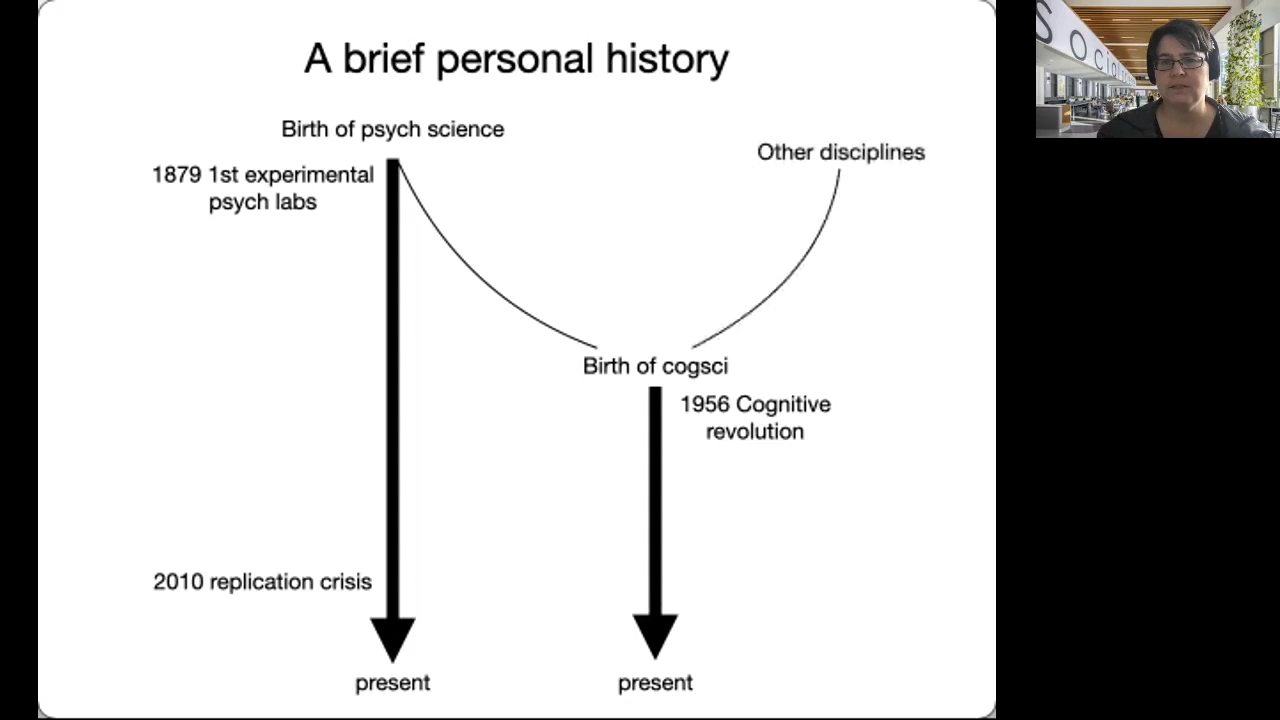 A brief personal history
Birth of psych science
Other disciplines
1879 1st experimental
psych labs
Birth of cogsci
1956 Cognitive
revolution
2010 replication crisis
present
present
SOCI